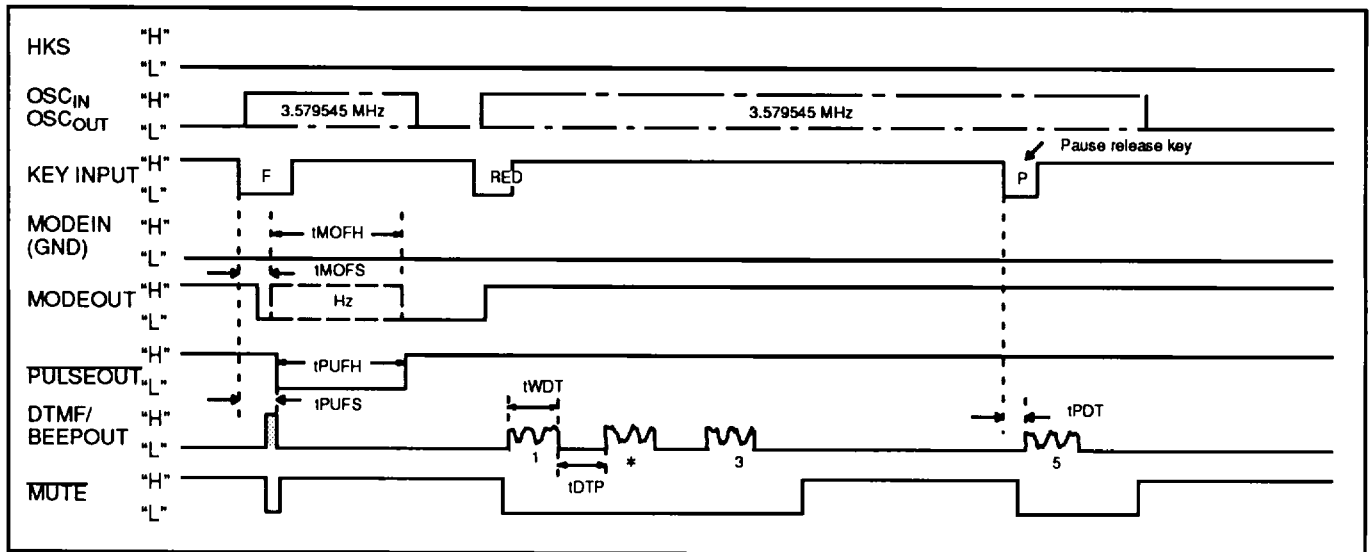 HKS "H"
"L"
OSCIN "H"
OSCOUT "L"
3.579545 MHz 3.579545 MHz
Pause release key
KEY INPUT "H"
"L"
F RED P
MODEIN "H"
(GND) "L"
tMOFH
tMOFS
MODEOUT "H"
"L"
Hz
PULSEOUT "H"
"L"
tPUFH
tPUFS
DTMF/ "H"
BEEPOUT "L"
tWDT tPDT
1 * 3 5
tDTP
MUTE "H"
"L"